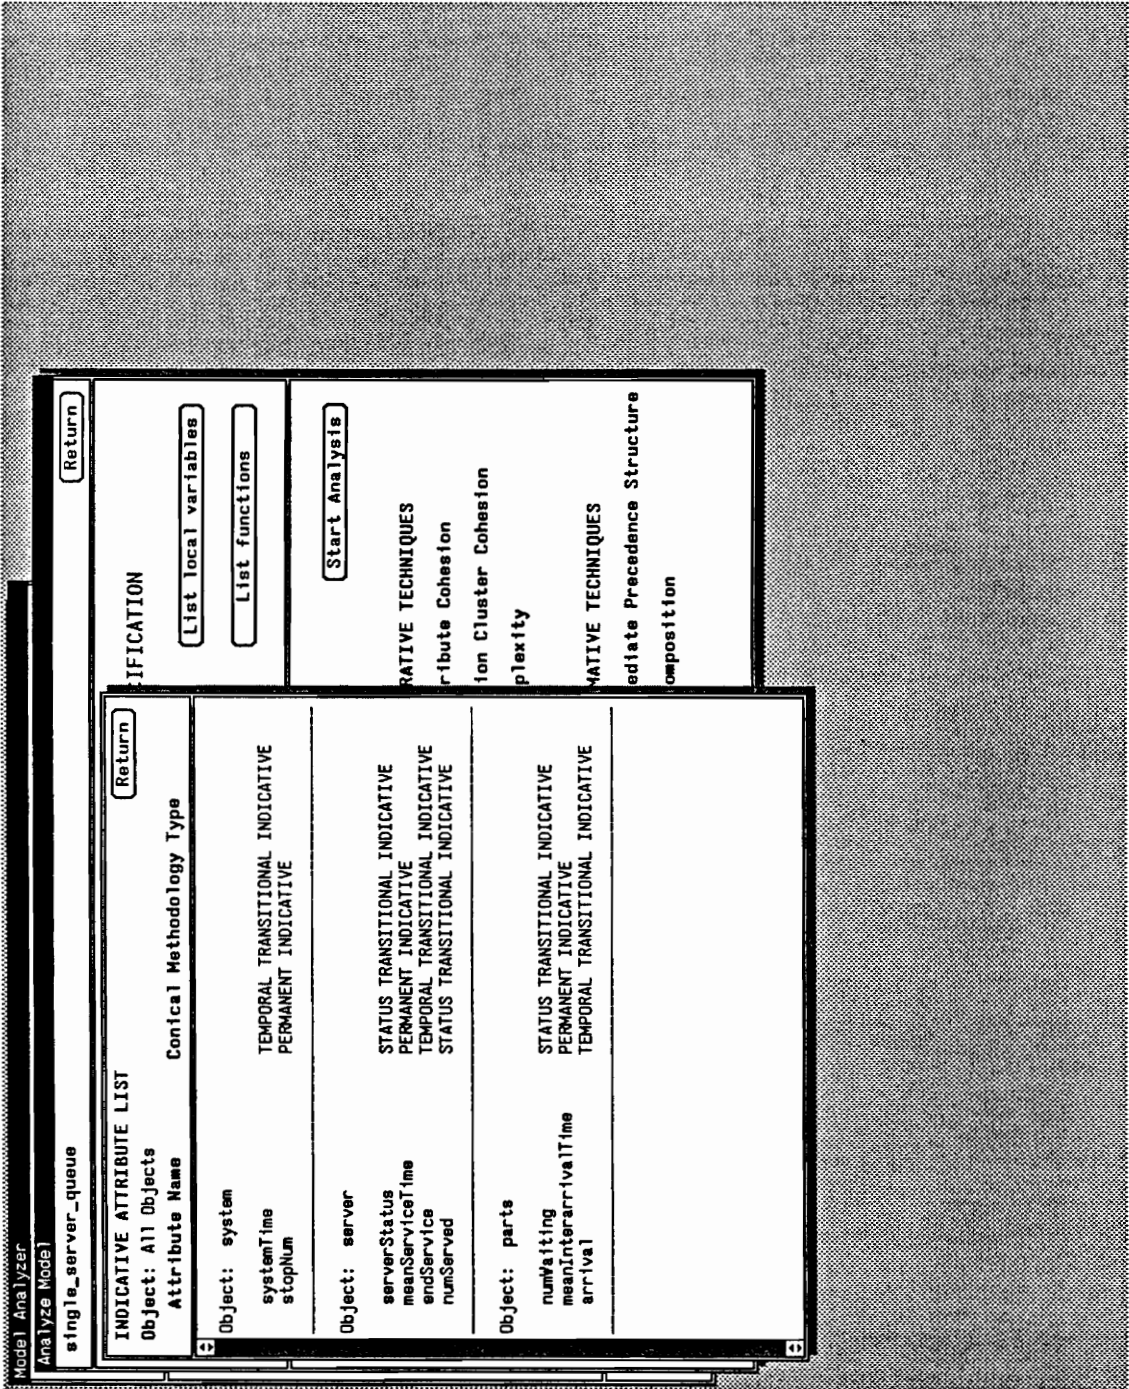 Model Analyzer
Analyze Model
single_server_queue
Return
IFICATION
List local variables
List functions
Start Analysis
RATIVE TECHNIQUES
ribute Cohesion
ion Cluster Cohesion
plexity
MATIVE TECHNIQUES
ediate Precedence Structure
omposition
INDICATIVE ATTRIBUTE LIST
Return
Object: All Objects
Attribute Name Conical Methodology Type
Object: system
systemTime TEMPORAL TRANSITIONAL INDICATIVE
stopNum PERMANENT INDICATIVE
Object: server
serverStatus STATUS TRANSITIONAL INDICATIVE
meanServiceTime PERMANENT INDICATIVE
endService TEMPORAL TRANSITIONAL INDICATIVE
numServed STATUS TRANSITIONAL INDICATIVE
Object: parts
numWaiting STATUS TRANSITIONAL INDICATIVE
meanInterarrivalTime PERMANENT INDICATIVE
arrival TEMPORAL TRANSITIONAL INDICATIVE